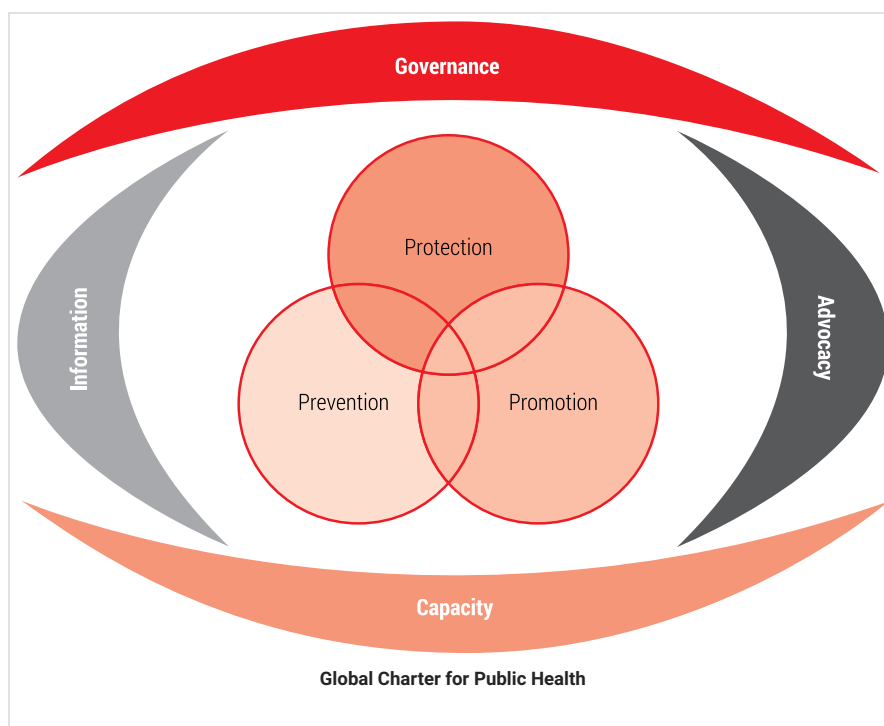 Governance
Protection
Information
Advocacy
Prevention
Promotion
Capacity
Global Charter for Public Health